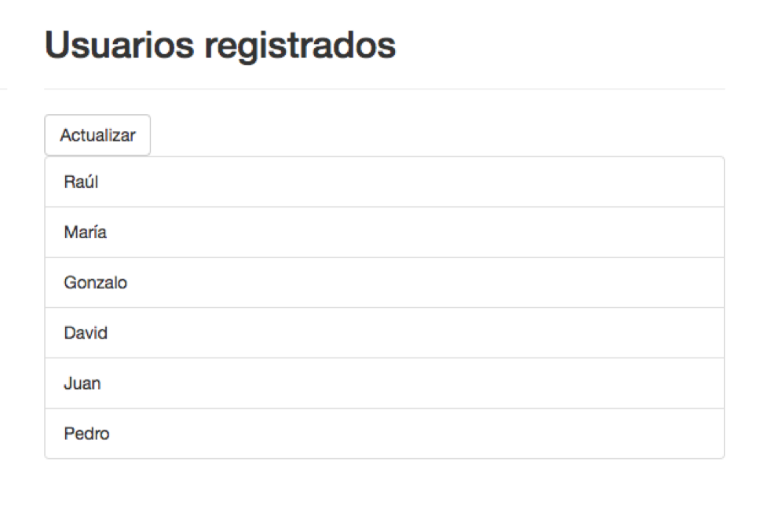 Usuarios registrados
Actualizar
Raúl
María
Gonzalo
David
Juan
Pedro